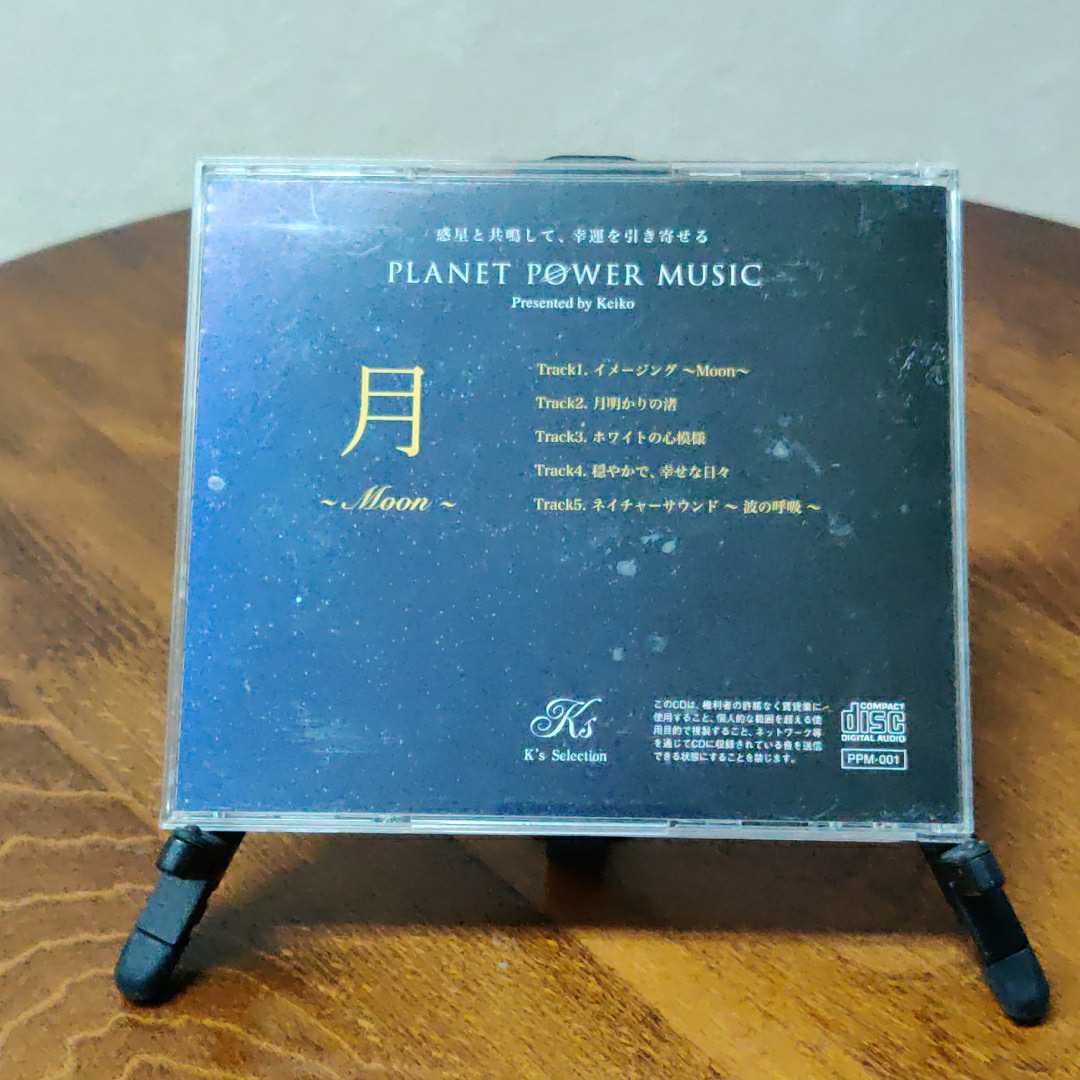 惑星と共鳴して、幸運を引き寄せる
PLANET POWER MUSIC
Presented by Keiko
月
~ Moon ~
Track1. イメージング 〜Moon〜
Track2. 月明かりの渚
Track3. ホワイトの心模様
Track4. 穏やかで、幸せな日々
Track5. ネイチャーサウンド 〜 波の呼吸 〜
Ks
K's Selection
このCDは、権利者の許諾なく賃貸業に
使用すること、個人的な範囲を超える使
用目的で複製すること、ネットワーク等
を通じてCDに収録されている音を送信
できる状態にすることを禁じます。
COMPACT
disc
DIGITAL AUDIO
PPM-001